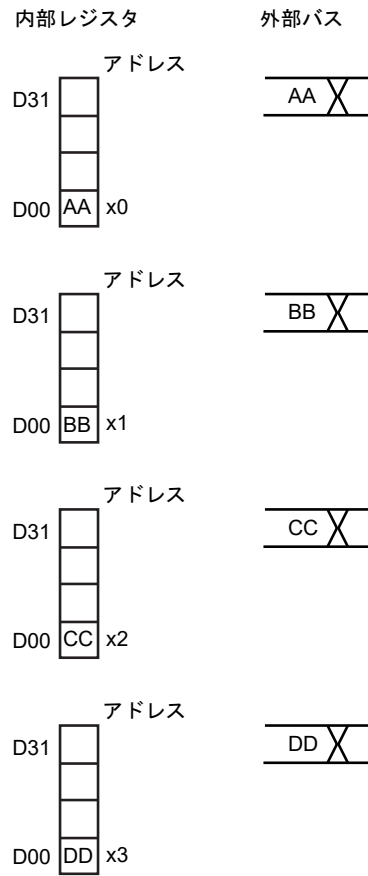 内部レジスタ 外部バス
アドレス
D31 AA
D00 AA x0
アドレス
D31 BB
D00 BB x1
アドレス
D31 CC
D00 CC x2
アドレス
D31 DD
D00 DD x3